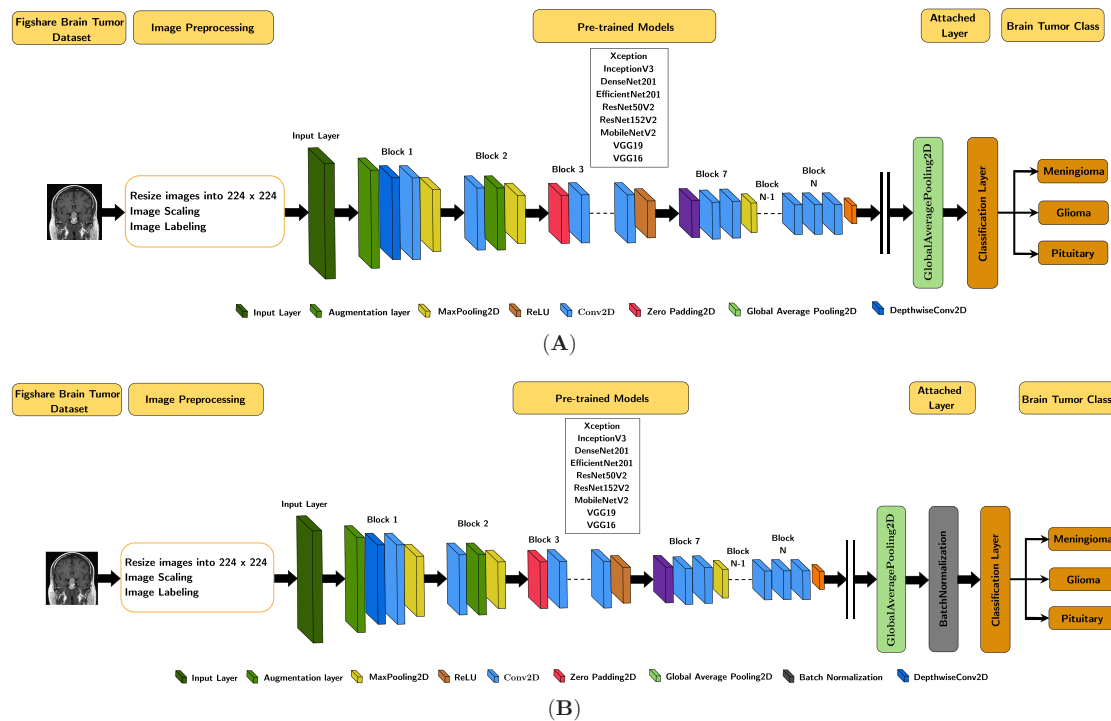 Figshare Brain Tumor
Dataset
Image Preprocessing
Pre-trained Models
Attached
Layer
Brain Tumor Class
Xception
InceptionV3
DenseNet201
EfficientNet201
ResNet50V2
ResNet152V2
MobileNetV2
VGG19
VGG16
Input Layer
Block 1
Block 2
Block 3
Block 7
Block
N-1
Block
N
Resize images into 224 x 224
Image Scaling
Image Labeling
GlobalAveragePooling2D
Classification Layer
Meningioma
Glioma
Pituitary
Input Layer
Augmentation layer
MaxPooling2D
ReLU
Conv2D
Zero Padding2D
Global Average Pooling2D
DepthwiseConv2D
(A)
Figshare Brain Tumor
Dataset
Image Preprocessing
Pre-trained Models
Attached
Layer
Brain Tumor Class
Xception
InceptionV3
DenseNet201
EfficientNet201
ResNet50V2
ResNet152V2
MobileNetV2
VGG19
VGG16
Input Layer
Block 1
Block 2
Block 3
Block 7
Block
N-1
Block
N
Resize images into 224 x 224
Image Scaling
Image Labeling
GlobalAveragePooling2D
BatchNormalization
Classification Layer
Meningioma
Glioma
Pituitary
Input Layer
Augmentation layer
MaxPooling2D
ReLU
Conv2D
Zero Padding2D
Global Average Pooling2D
Batch Normalization
DepthwiseConv2D
(B)